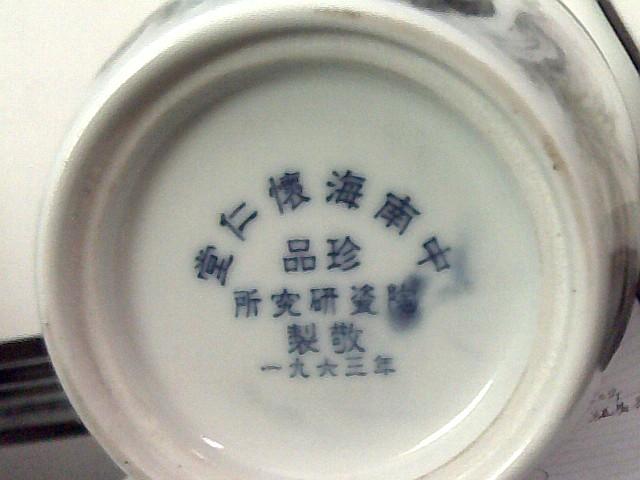 中南海懷仁堂
珍品
陶瓷研究所
敬製
一九六三年